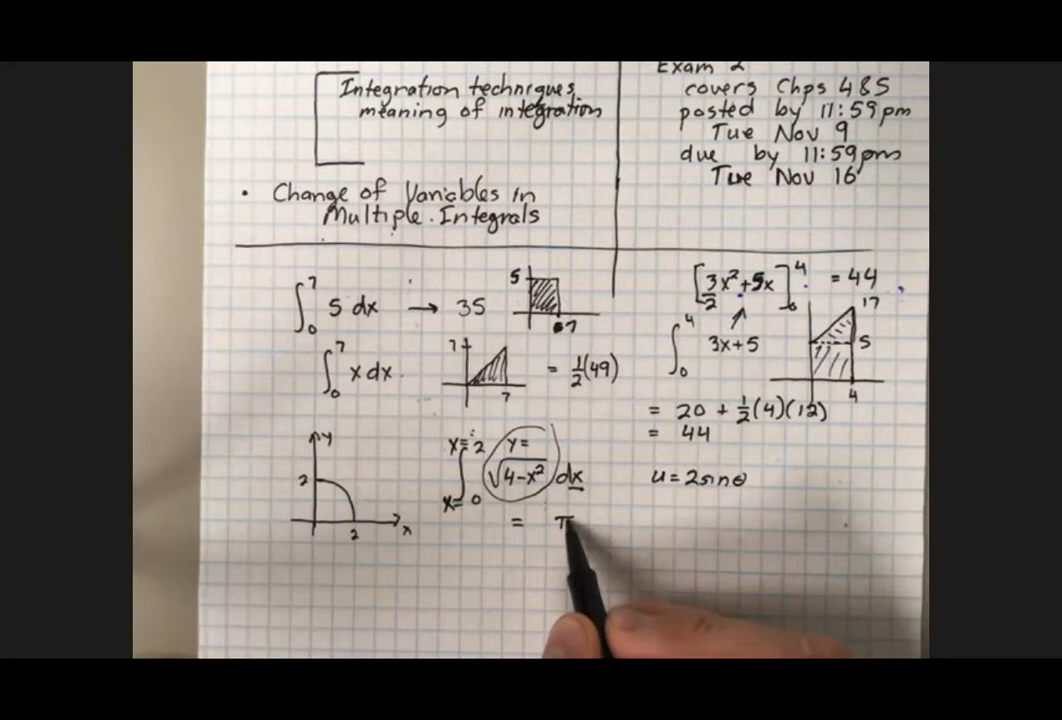 Integration techniques,
meaning of integration
Exam 2
covers Chps 4&5
posted by 11:59pm
Tue Nov 9
due by 11:59pm
Tue Nov 16
• Change of Variables in
Multiple Integrals
∫₀⁷ 5 dx → 35
5
7
∫₀⁷ x dx
7
7
= ½(49)
[3/2 x² + 5x]₀⁴ = 44
∫₀⁴ 3x+5
17
5
4
= 20 + ½(4)(12)
= 44
y
2
2
x
x=2
y=
∫ √(4-x²) dx
x=0
= π
u = 2sinθ